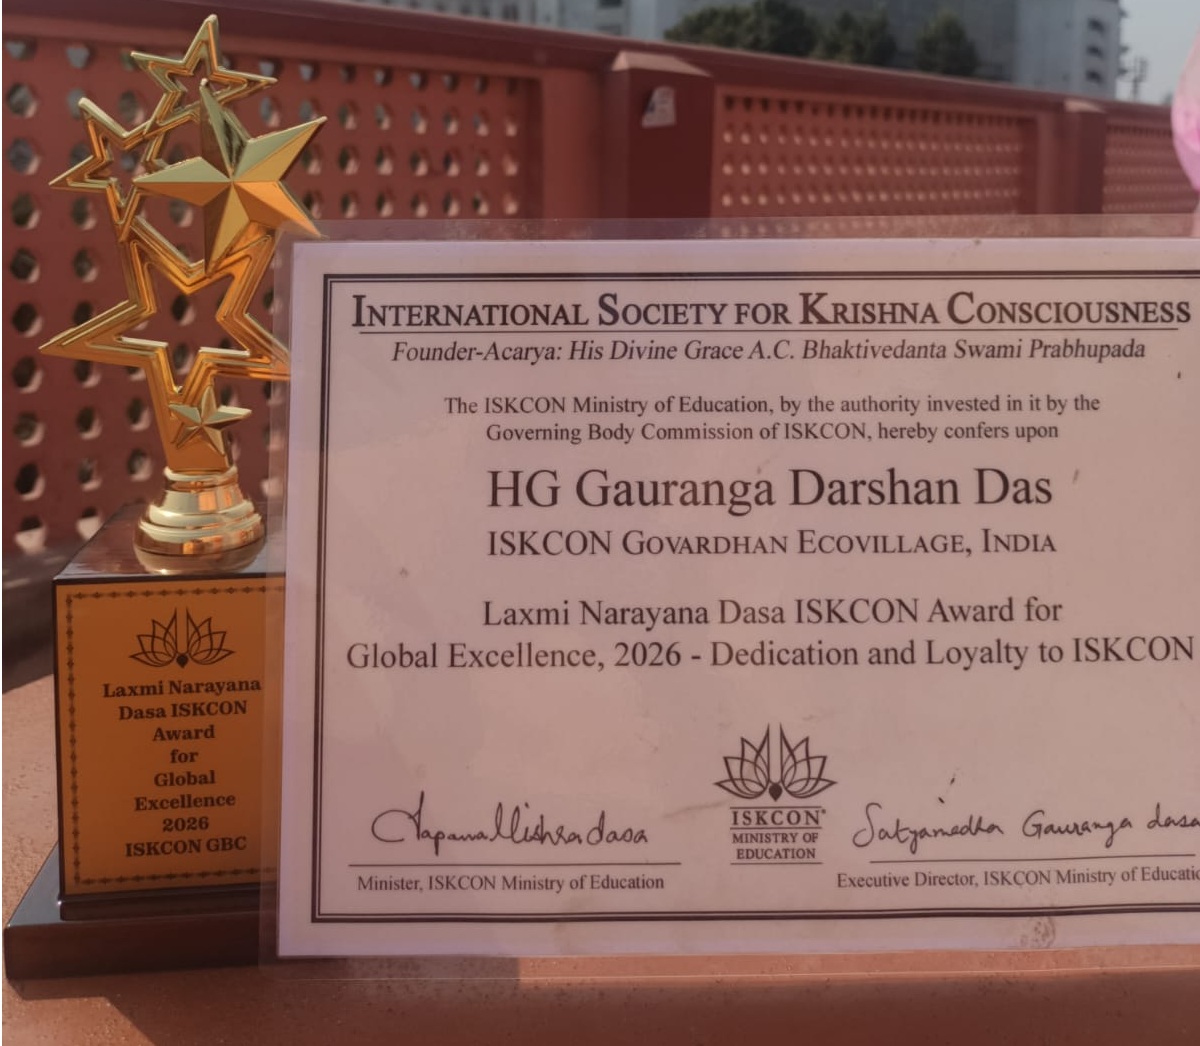 Laxmi Narayana
Dasa ISKCON
Award
for
Global
Excellence
2026
ISKCON GBC
INTERNATIONAL SOCIETY FOR KRISHNA CONSCIOUSNESS
Founder-Acarya: His Divine Grace A.C. Bhaktivedanta Swami Prabhupada
The ISKCON Ministry of Education, by the authority invested in it by the
Governing Body Commission of ISKCON, hereby confers upon
HG Gauranga Darshan Das
ISKCON GOVARDHAN ECOVILLAGE, INDIA
Laxmi Narayana Dasa ISKCON Award for
Global Excellence, 2026 - Dedication and Loyalty to ISKCON
Satyamedha Gauranga dasa
ISKCON
MINISTRY OF
EDUCATION
Minister, ISKCON Ministry of Education
Executive Director, ISKCON Ministry of